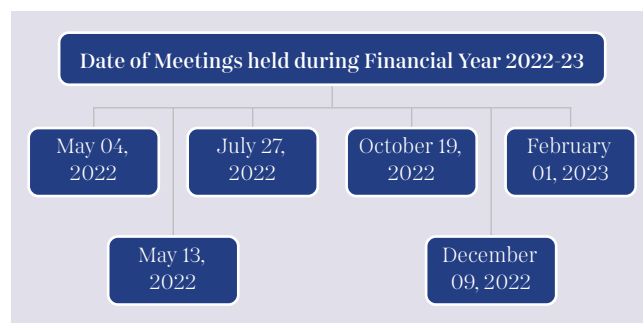 Date of Meetings held during Financial Year 2022-23
May 04,
2022
July 27,
2022
October 19,
2022
February
01, 2023
May 13,
2022
December
09, 2022